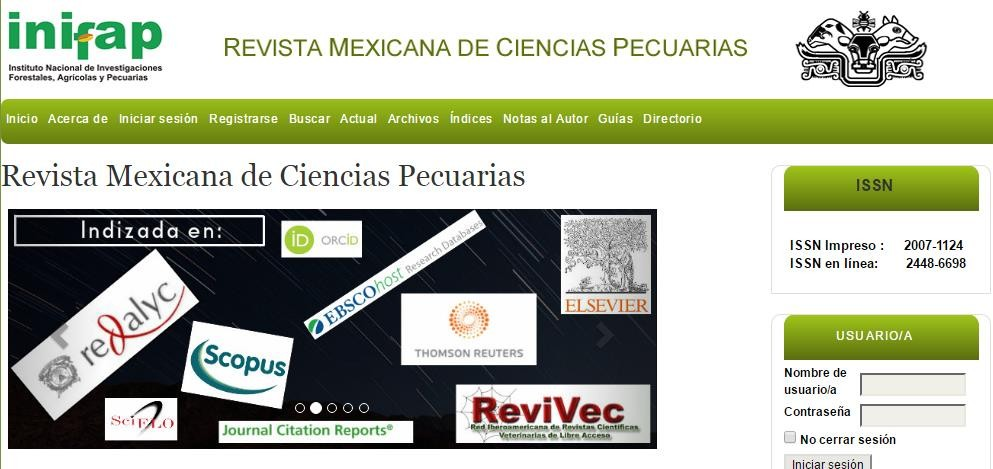 inifap
Instituto Nacional de Investigaciones
Forestales, Agrícolas y Pecuarias
REVISTA MEXICANA DE CIENCIAS PECUARIAS
Inicio Acerca de Iniciar sesión Registrarse Buscar Actual Archivos Índices Notas al Autor Guías Directorio
Revista Mexicana de Ciencias Pecuarias
Indizada en:
iD ORCID
EBSCOhost Research Databases
ELSEVIER
redalyc
Scopus
THOMSON REUTERS
SciELO
Journal Citation Reports®
ReviVec
Red Iberoamericana de Revistas Científicas
Veterinarias de Libre Acceso
ISSN
ISSN Impreso : 2007-1124
ISSN en línea: 2448-6698
USUARIO/A
Nombre de
usuario/a
Contraseña
No cerrar sesión
Iniciar sesión